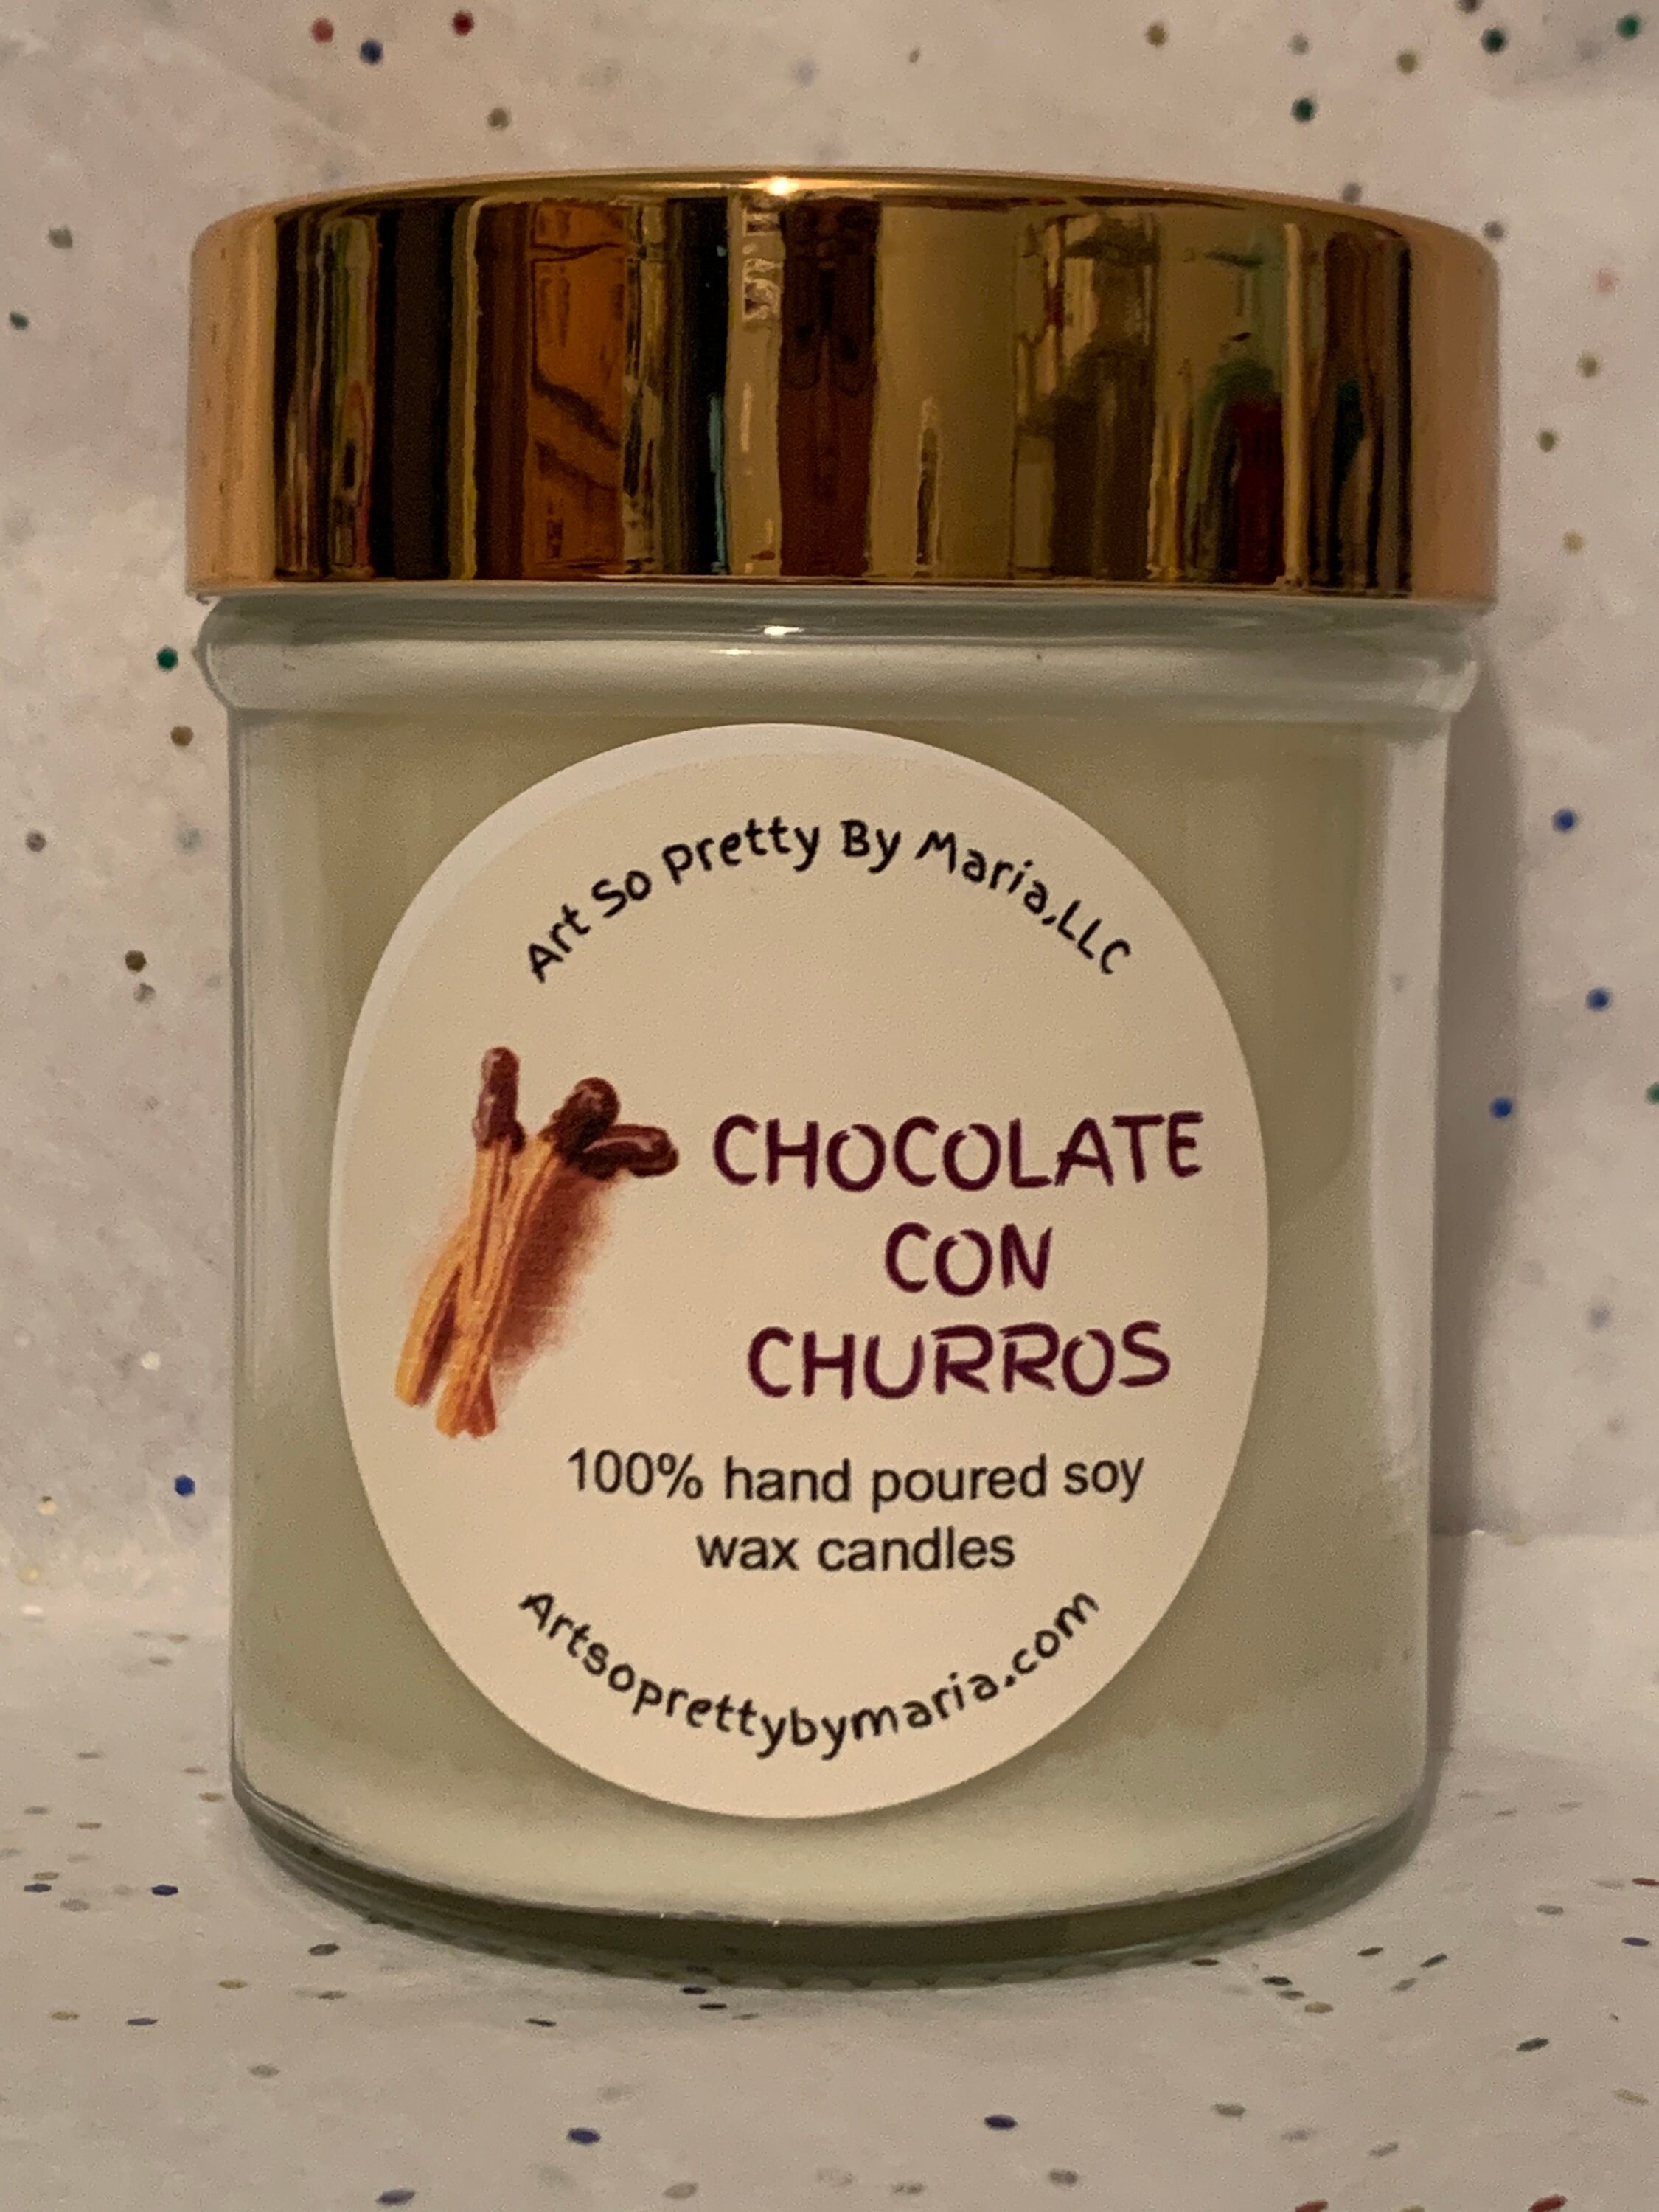 Art So Pretty By Maria,LLC
CHOCOLATE
CON
CHURROS
100% hand poured soy
wax candles
Artsoprettybymaria.com